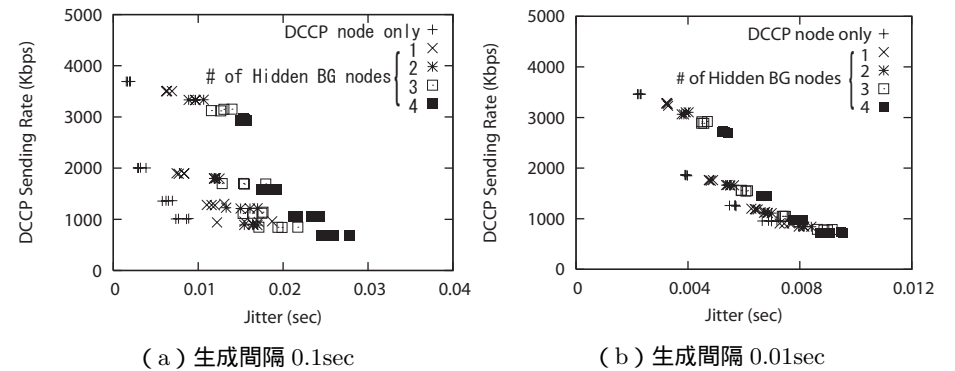 5000
4000
3000
2000
1000
0
DCCP Sending Rate (Kbps)
DCCP node only
# of Hidden BG nodes
1
2
3
4
0
0.01
0.02
0.03
0.04
Jitter (sec)
(a)生成間隔 0.1sec
5000
4000
3000
2000
1000
0
DCCP Sending Rate (Kbps)
DCCP node only
# of Hidden BG nodes
1
2
3
4
0
0.004
0.008
0.012
Jitter (sec)
(b)生成間隔 0.01sec